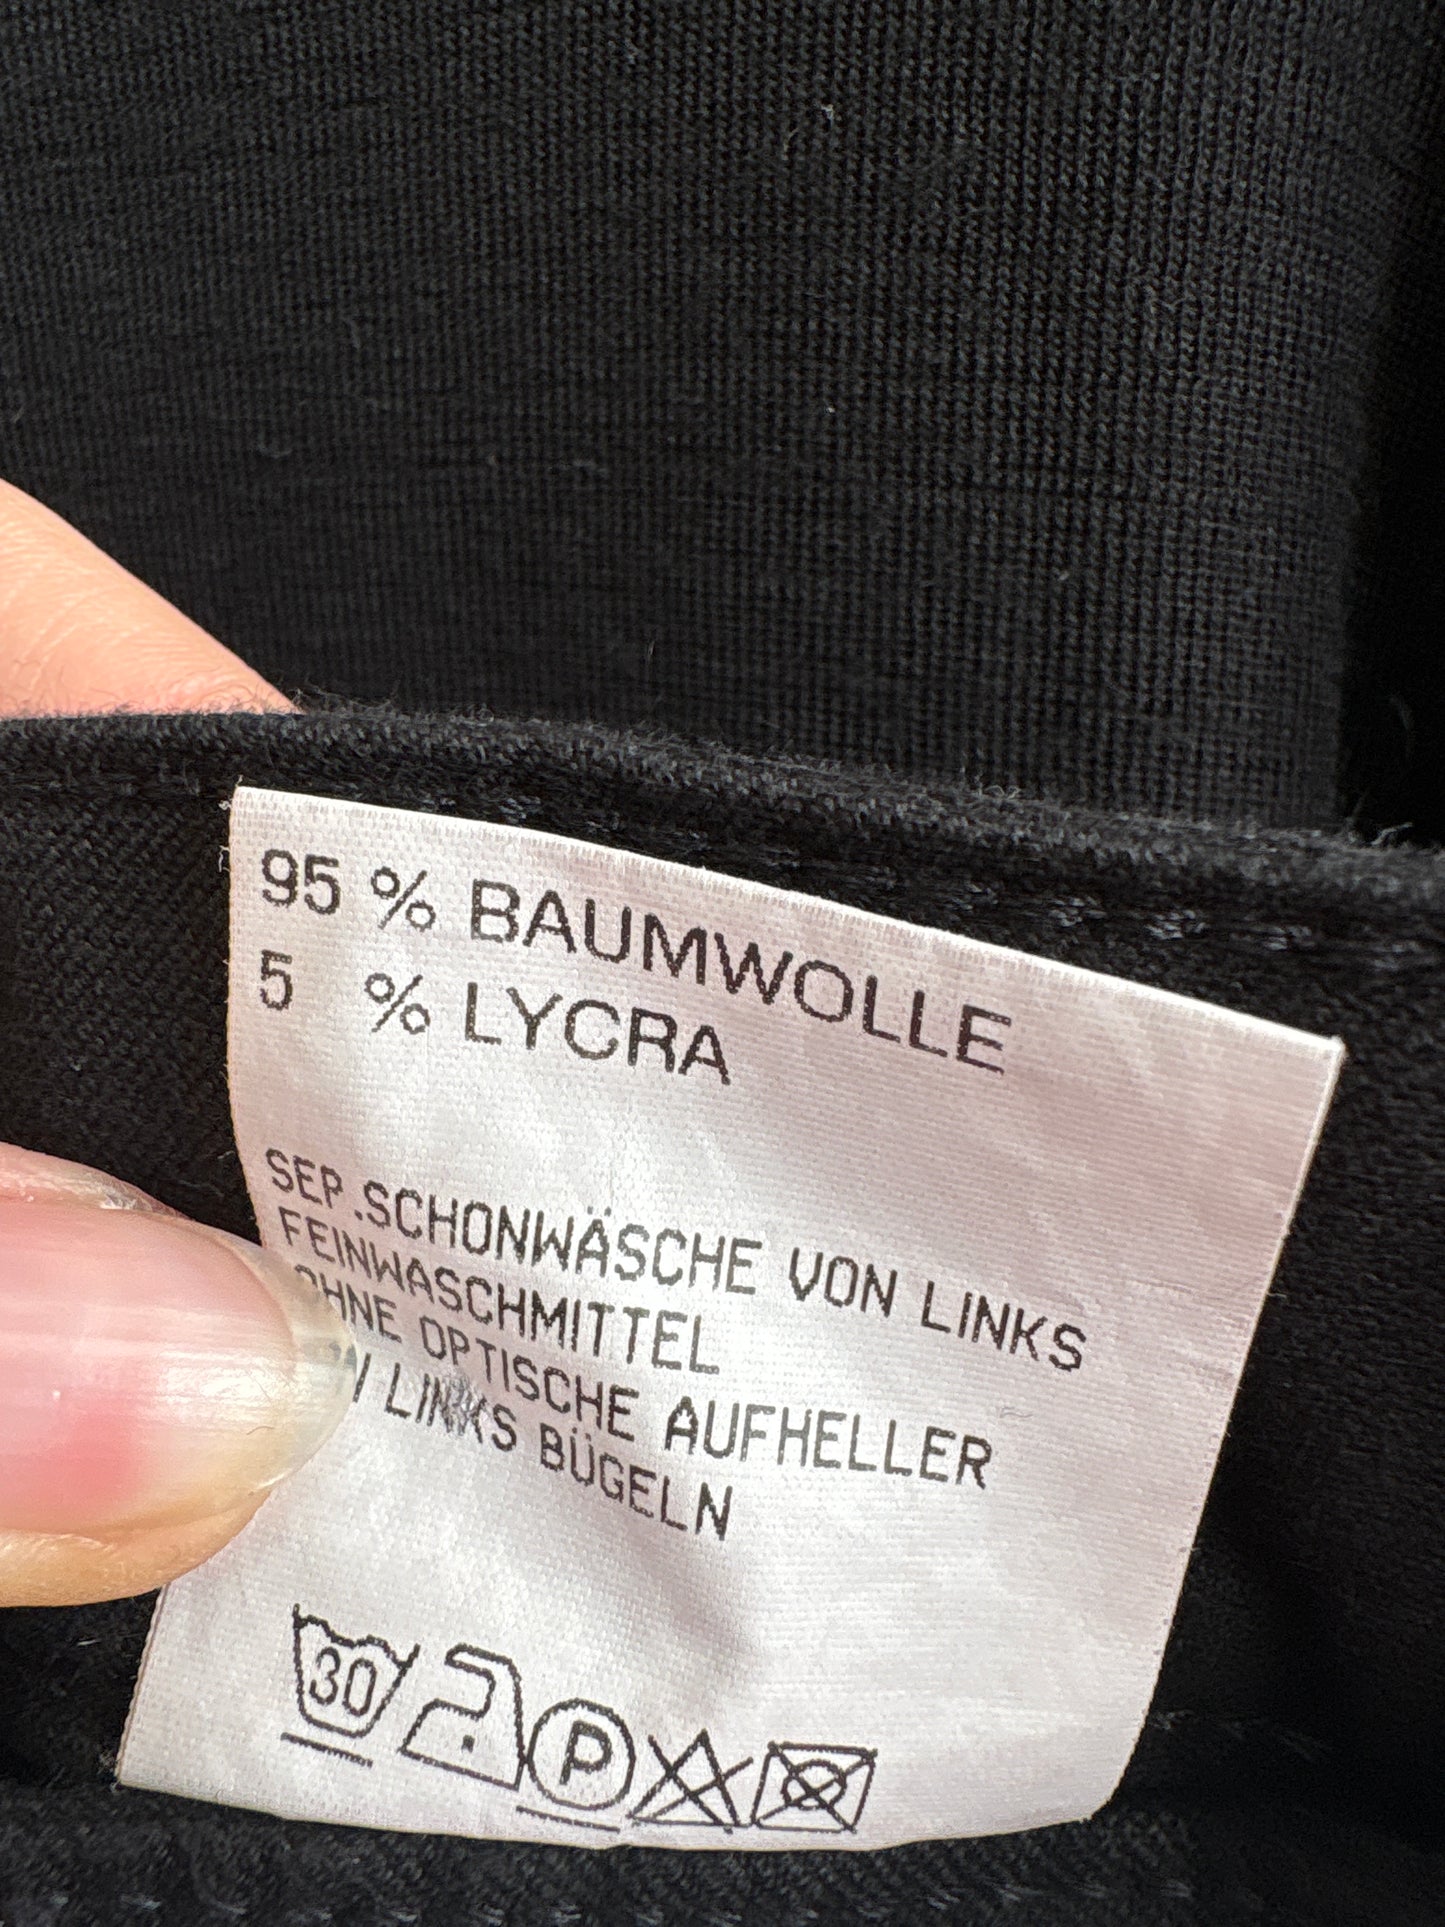 95 % BAUMWOLLE
5 % LYCRA
SEP.SCHONWÄSCHE VON LINKS
FEINWASCHMITTEL
OHNE OPTISCHE AUFHELLER
LINKS BÜGELN
30 P